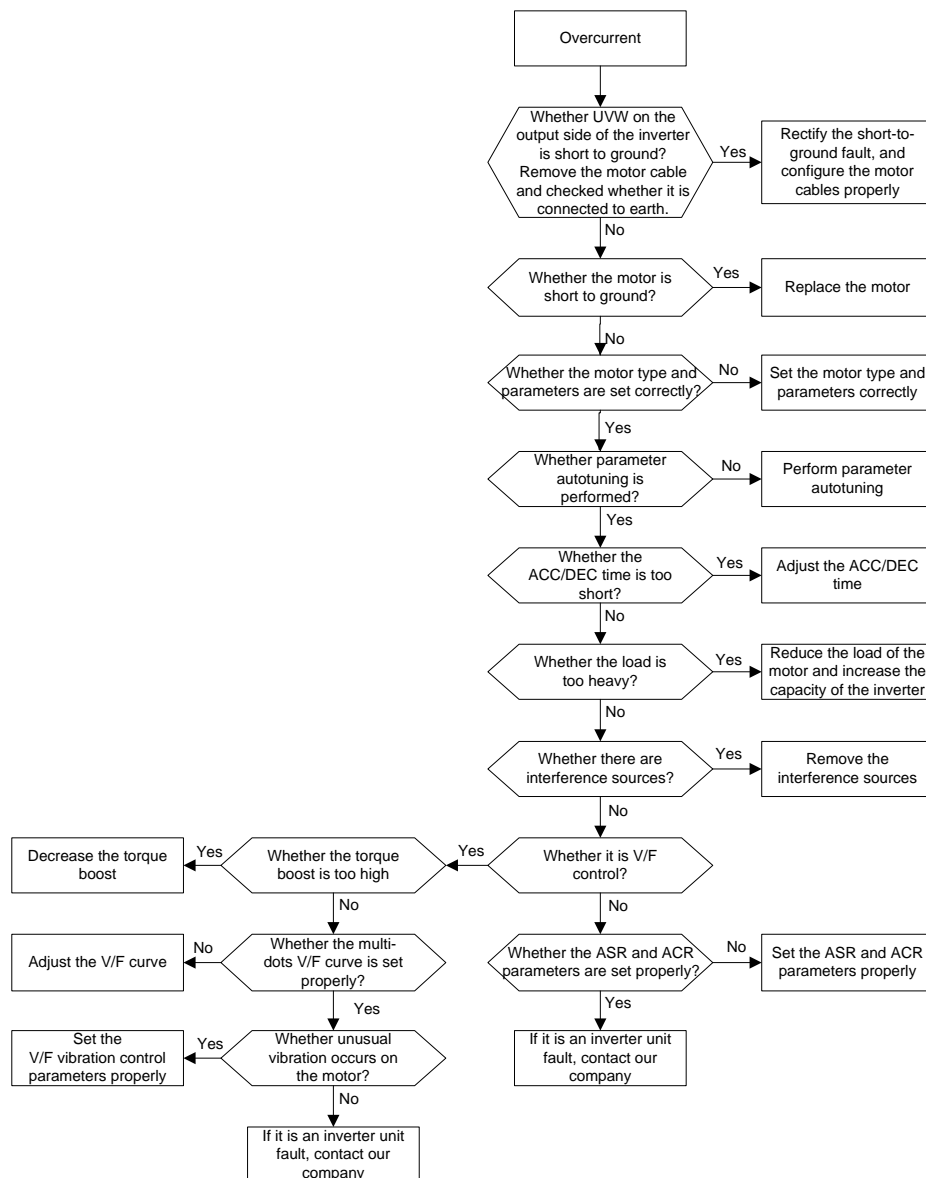 Overcurrent
Whether UVW on the
output side of the inverter
is short to ground?
Remove the motor cable
and checked whether it is
connected to earth.
Yes
Rectify the short-to-
ground fault, and
configure the motor
cables properly
No
Whether the motor is
short to ground?
Yes
Replace the motor
No
Whether the motor type and
parameters are set correctly?
No
Set the motor type and
parameters correctly
Yes
Whether parameter
autotuning is
performed?
No
Perform parameter
autotuning
Yes
Whether the
ACC/DEC time is too
short?
Yes
Adjust the ACC/DEC
time
No
Whether the load is
too heavy?
Yes
Reduce the load of the
motor and increase the
capacity of the inverter
No
Whether there are
interference sources?
Yes
Remove the
interference sources
No
Whether it is V/F
control?
Yes
Whether the torque
boost is too high
Yes
Decrease the torque
boost
No
Whether the multi-
dots V/F curve is set
properly?
No
Adjust the V/F curve
Yes
Whether unusual
vibration occurs on
the motor?
Yes
Set the
V/F vibration control
parameters properly
No
If it is an inverter unit
fault, contact our
company
No
Whether the ASR and ACR
parameters are set properly?
No
Set the ASR and ACR
parameters properly
Yes
If it is an inverter unit
fault, contact our
company